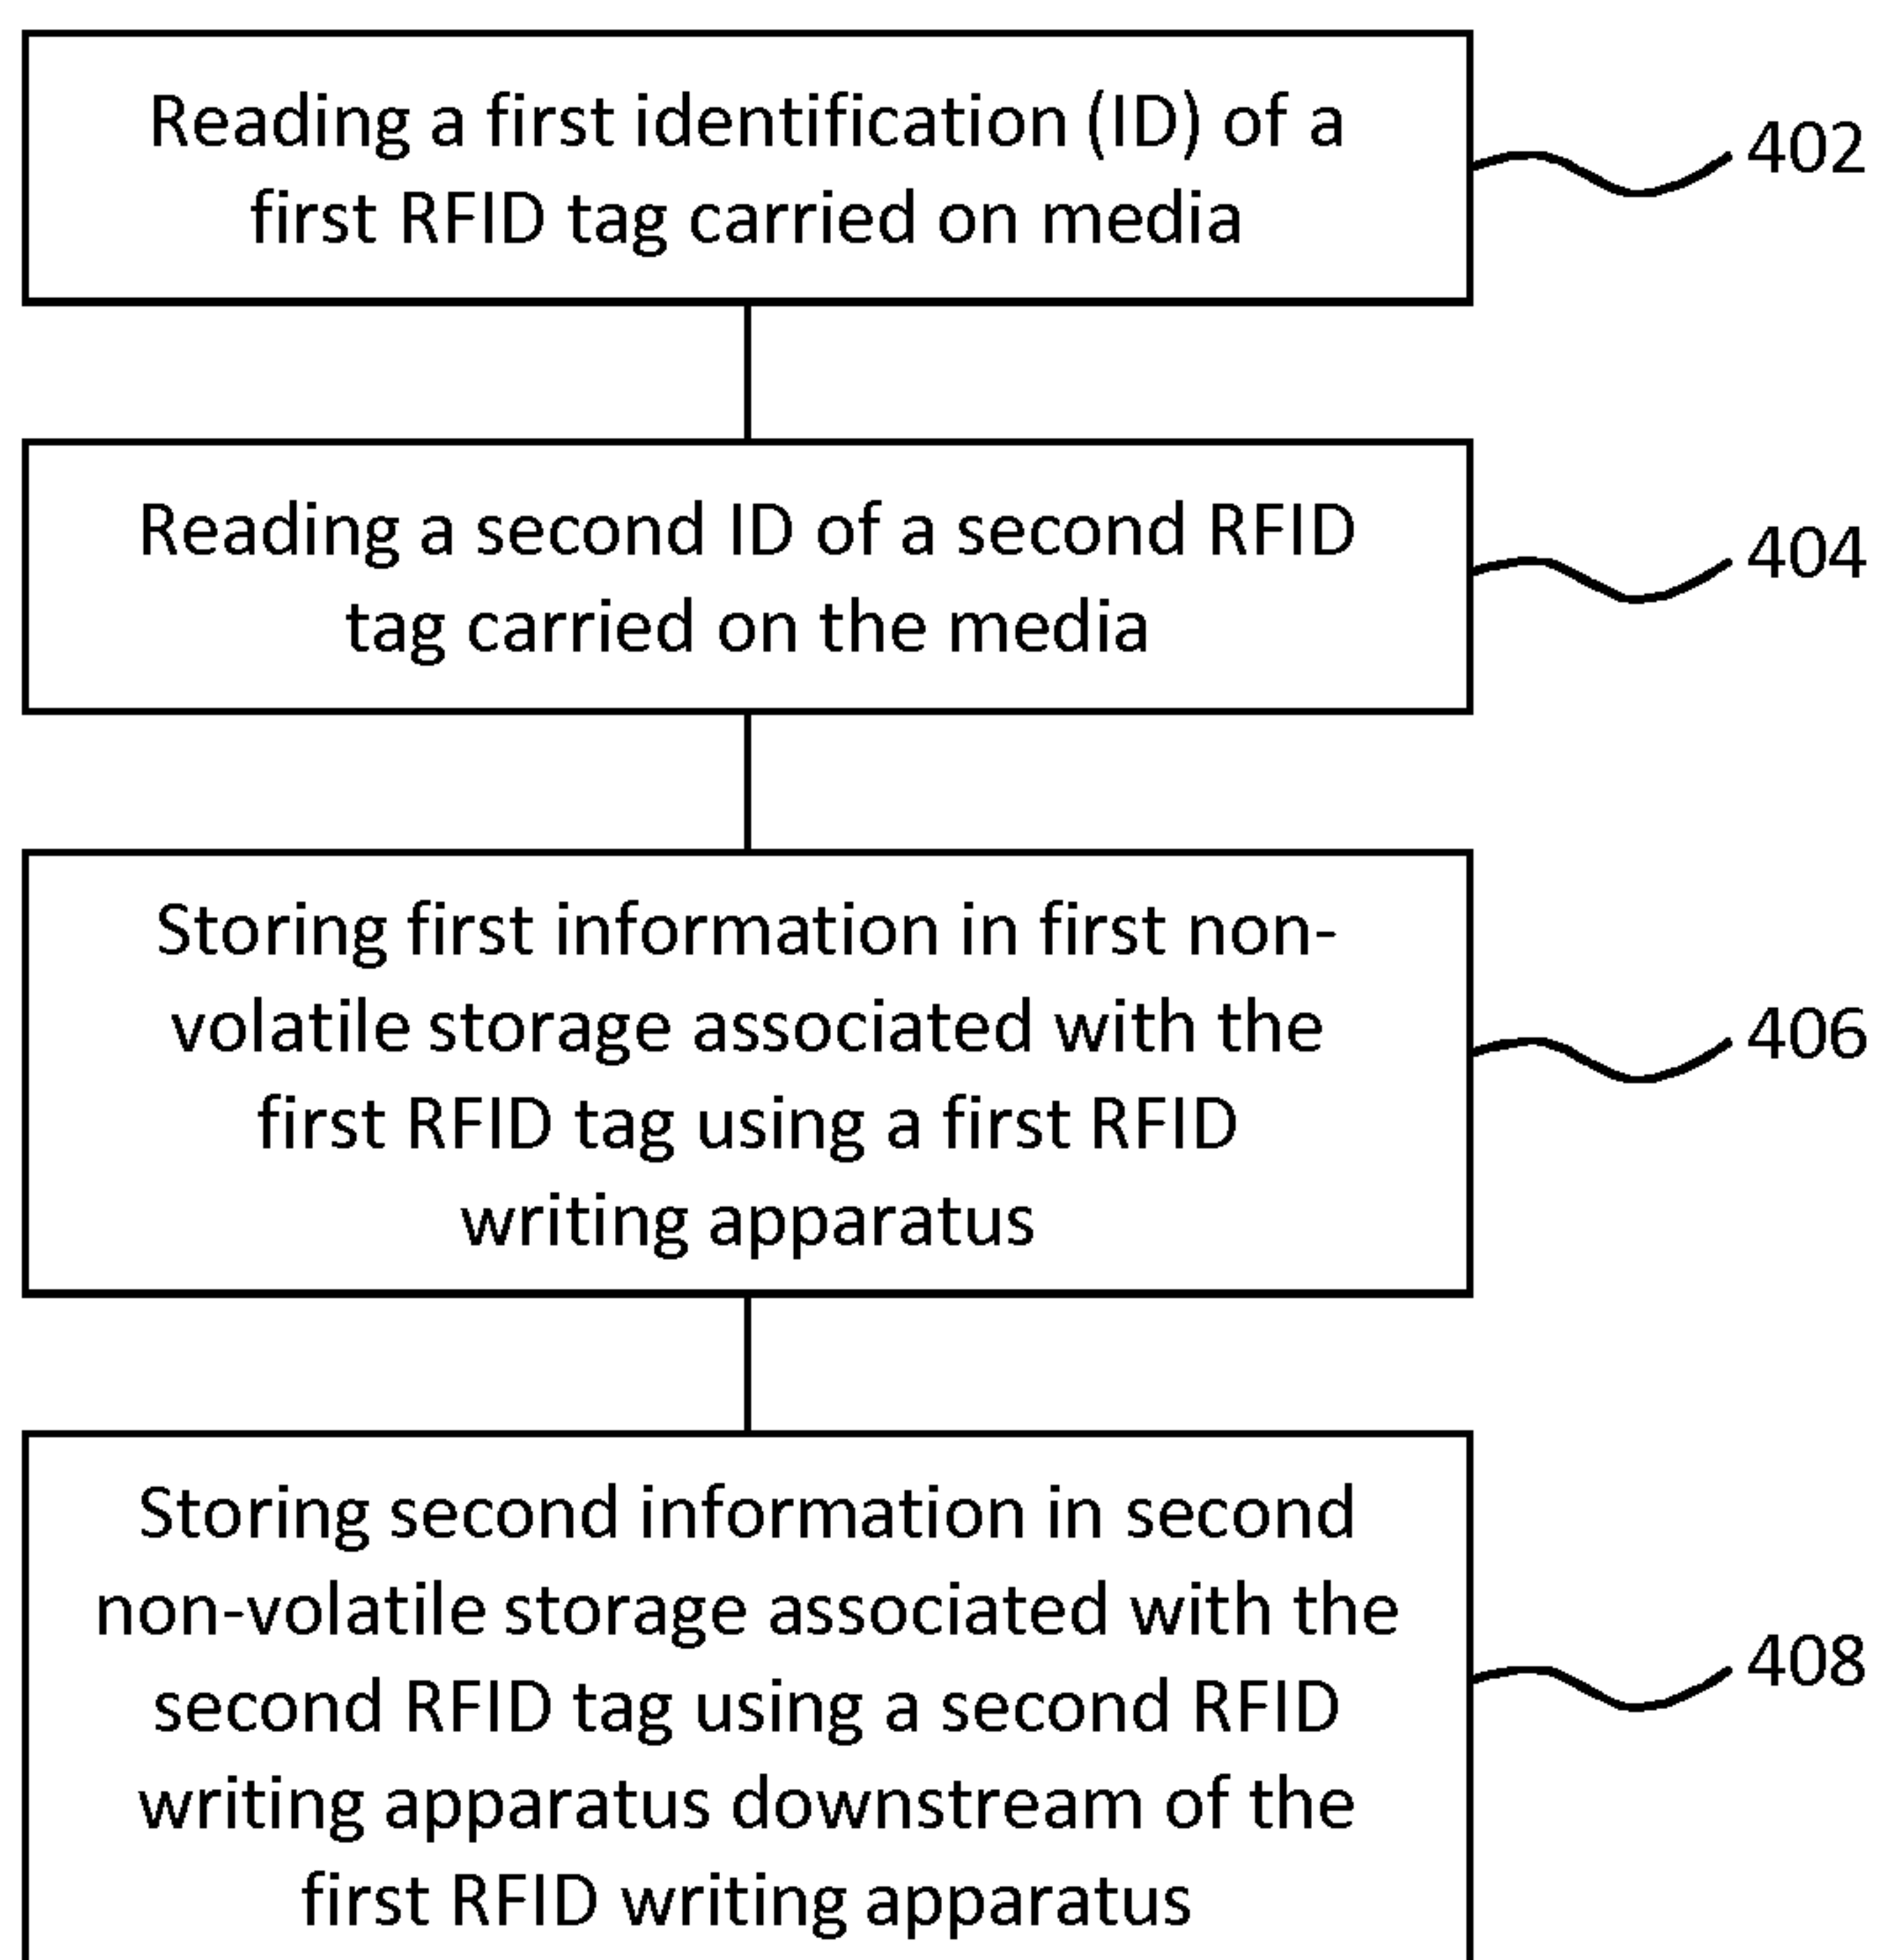 Reading a first identification (ID) of a
first RFID tag carried on media
402
Reading a second ID of a second RFID
tag carried on the media
404
Storing first information in first non-
volatile storage associated with the
first RFID tag using a first RFID
writing apparatus
406
Storing second information in second
non-volatile storage associated with the
second RFID tag using a second RFID
writing apparatus downstream of the
first RFID writing apparatus
408